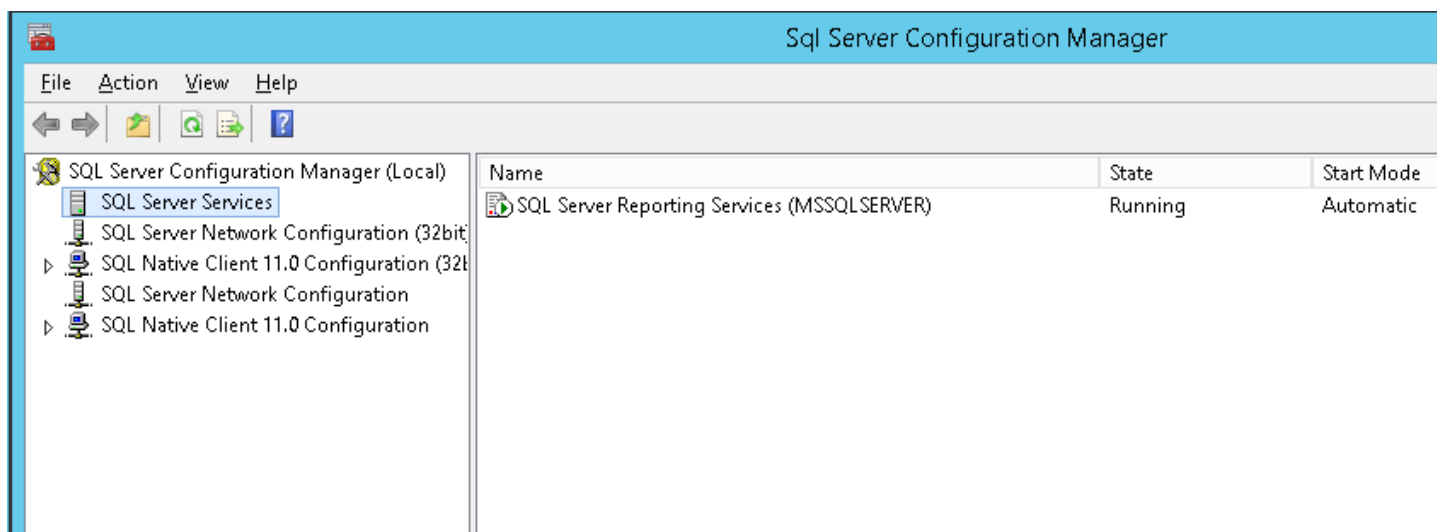 Sql Server Configuration Manager
File Action View Help
SQL Server Configuration Manager (Local)
SQL Server Services
SQL Server Network Configuration (32bit
SQL Native Client 11.0 Configuration (32b
SQL Server Network Configuration
SQL Native Client 11.0 Configuration
Name State Start Mode
SQL Server Reporting Services (MSSQLSERVER) Running Automatic